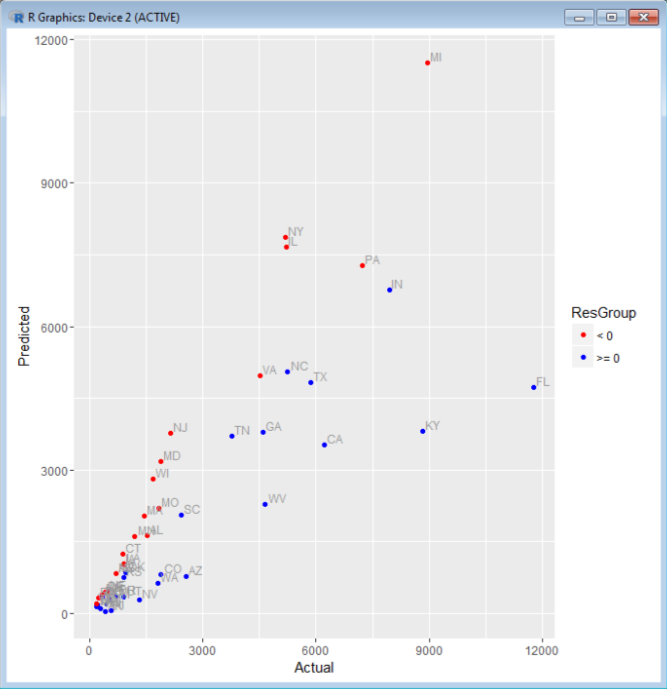 R Graphics: Device 2 (ACTIVE)
12000
9000
6000
3000
0
Predicted
MI
NY
IL
PA
IN
VA
NC
TX
FL
NJ
TN
GA
CA
KY
MD
WI
WV
MO
MA
SC
AL
CT
CO
AZ
WA
NV
0
3000
6000
9000
12000
Actual
ResGroup
< 0
>= 0